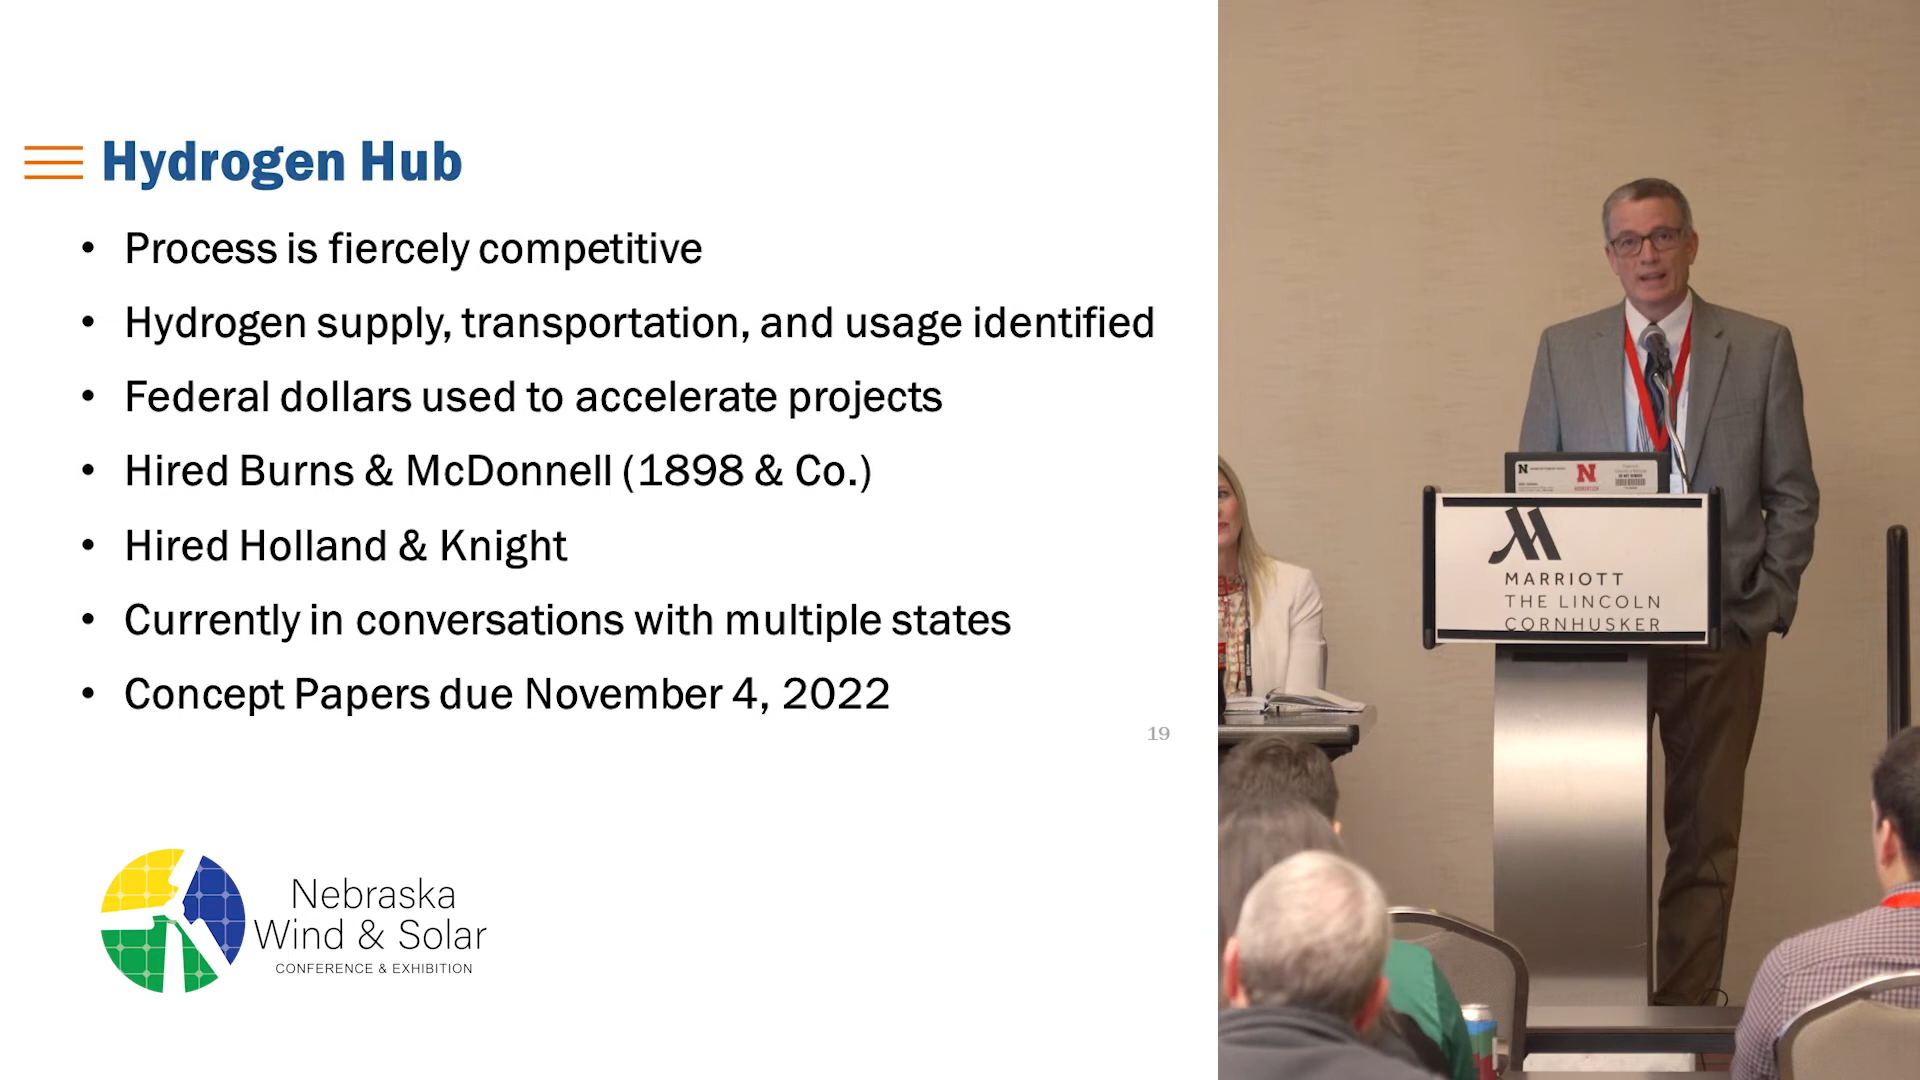 Hydrogen Hub
• Process is fiercely competitive
• Hydrogen supply, transportation, and usage identified
• Federal dollars used to accelerate projects
• Hired Burns & McDonnell (1898 & Co.)
• Hired Holland & Knight
• Currently in conversations with multiple states
• Concept Papers due November 4, 2022
19
Nebraska
Wind & Solar
CONFERENCE & EXHIBITION
N
N
MARRIOTT
THE LINCOLN
CORNHUSKER